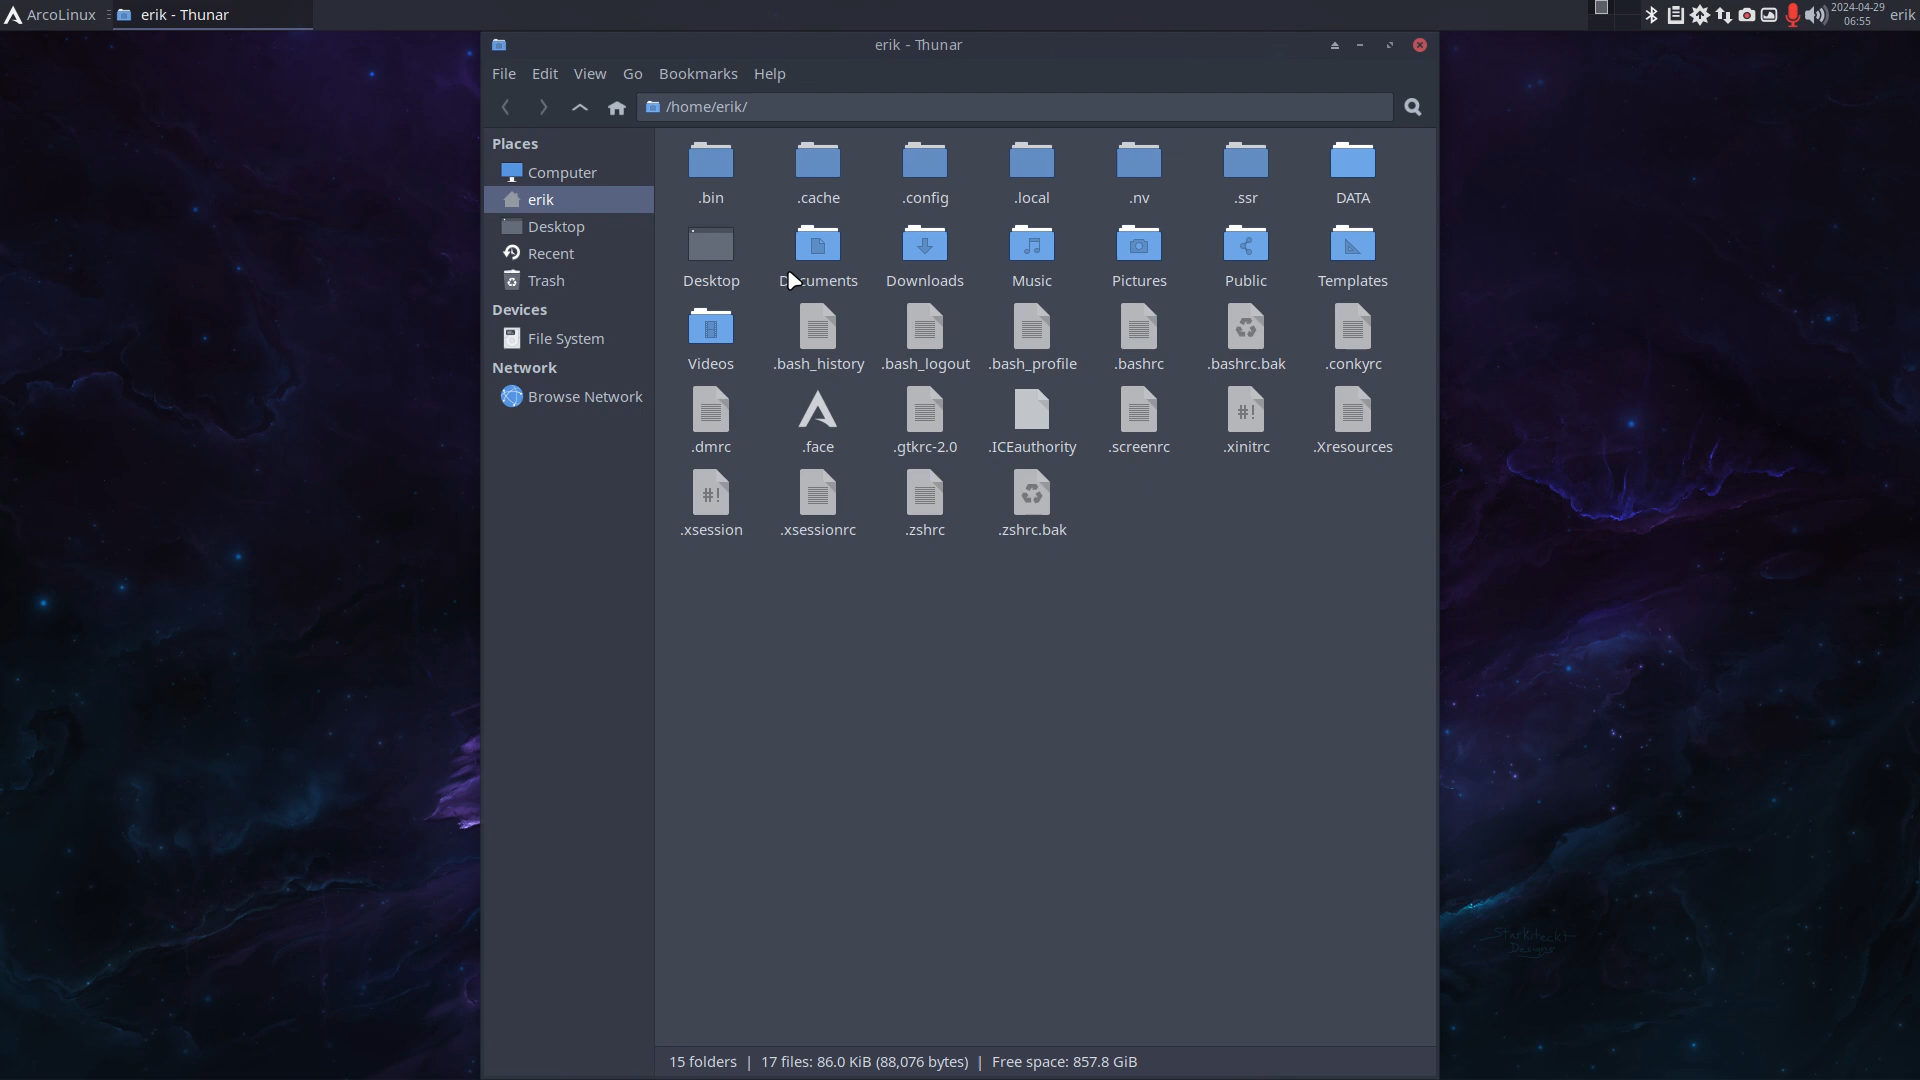 ArcoLinux erik - Thunar 2024-04-29 erik
06:55
erik - Thunar
File Edit View Go Bookmarks Help
/home/erik/
Places
Computer
erik
Desktop
Recent
Trash
Devices
File System
Network
Browse Network
.bin .cache .config .local .nv .ssr DATA
Desktop Documents Downloads Music Pictures Public Templates
Videos .bash_history .bash_logout .bash_profile .bashrc .bashrc.bak .conkyrc
#!
.dmrc .face .gtkrc-2.0 .ICEauthority .screenrc .xinitrc .Xresources
#!
.xsession .xsessionrc .zshrc .zshrc.bak
Starkiteckt
Designs
15 folders | 17 files: 86.0 KiB (88,076 bytes) | Free space: 857.8 GiB